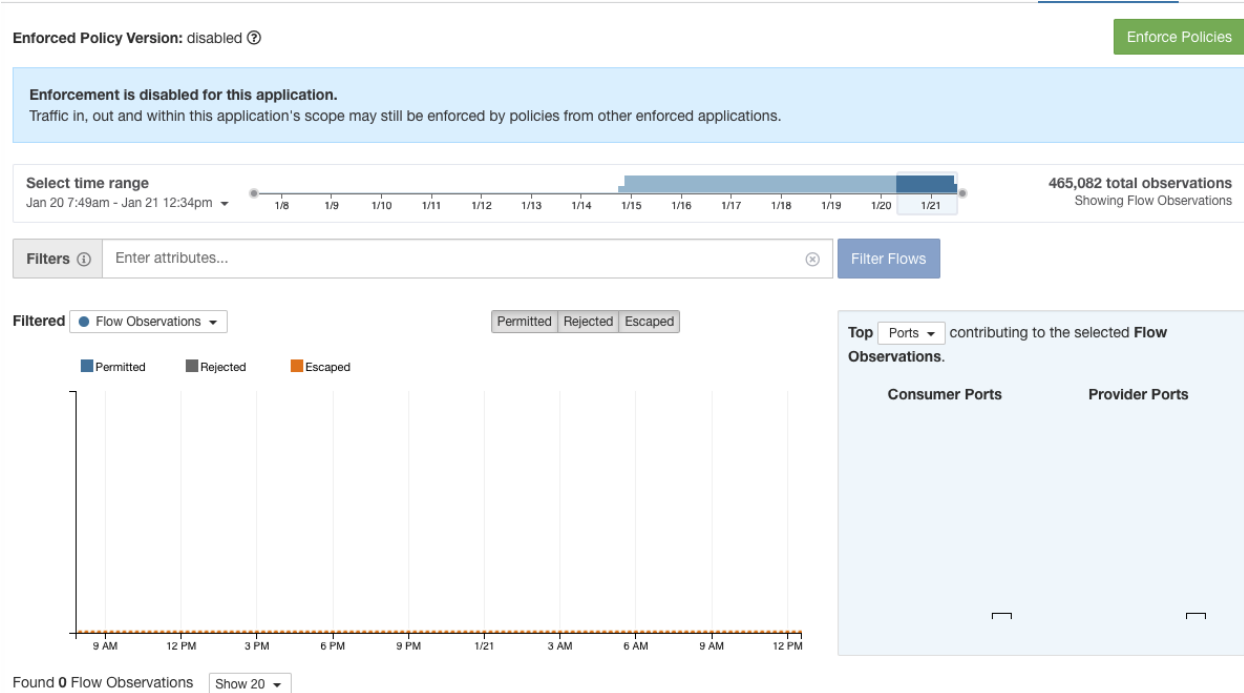 Enforced Policy Version: disabled
Enforce Policies
Enforcement is disabled for this application.
Traffic in, out and within this application's scope may still be enforced by policies from other enforced applications.
Select time range
Jan 20 7:49am - Jan 21 12:34pm
1/8 1/9 1/10 1/11 1/12 1/13 1/14 1/15 1/16 1/17 1/18 1/19 1/20 1/21
465,082 total observations
Showing Flow Observations
Filters
Enter attributes...
Filter Flows
Filtered Flow Observations
Permitted Rejected Escaped
Permitted Rejected Escaped
9 AM 12 PM 3 PM 6 PM 9 PM 1/21 3 AM 6 AM 9 AM 12 PM
Top Ports contributing to the selected Flow
Observations.
Consumer Ports Provider Ports
Found 0 Flow Observations Show 20